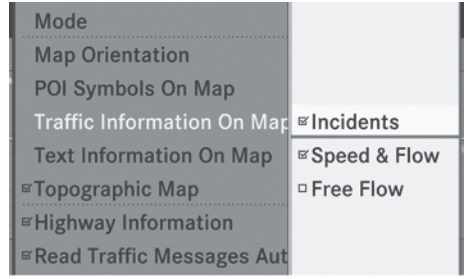 Mode
Map Orientation
POI Symbols On Map
Traffic Information On Map
Text Information On Map
Topographic Map
Highway Information
Read Traffic Messages Aut
Incidents
Speed & Flow
Free Flow